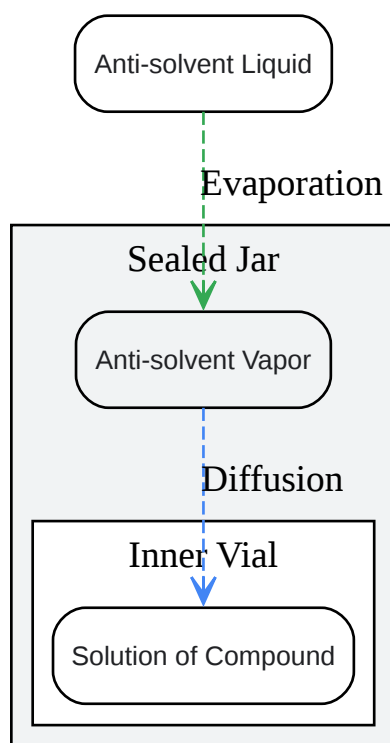 Anti-solvent Liquid
Evaporation
Sealed Jar
Anti-solvent Vapor
Diffusion
Inner Vial
Solution of Compound